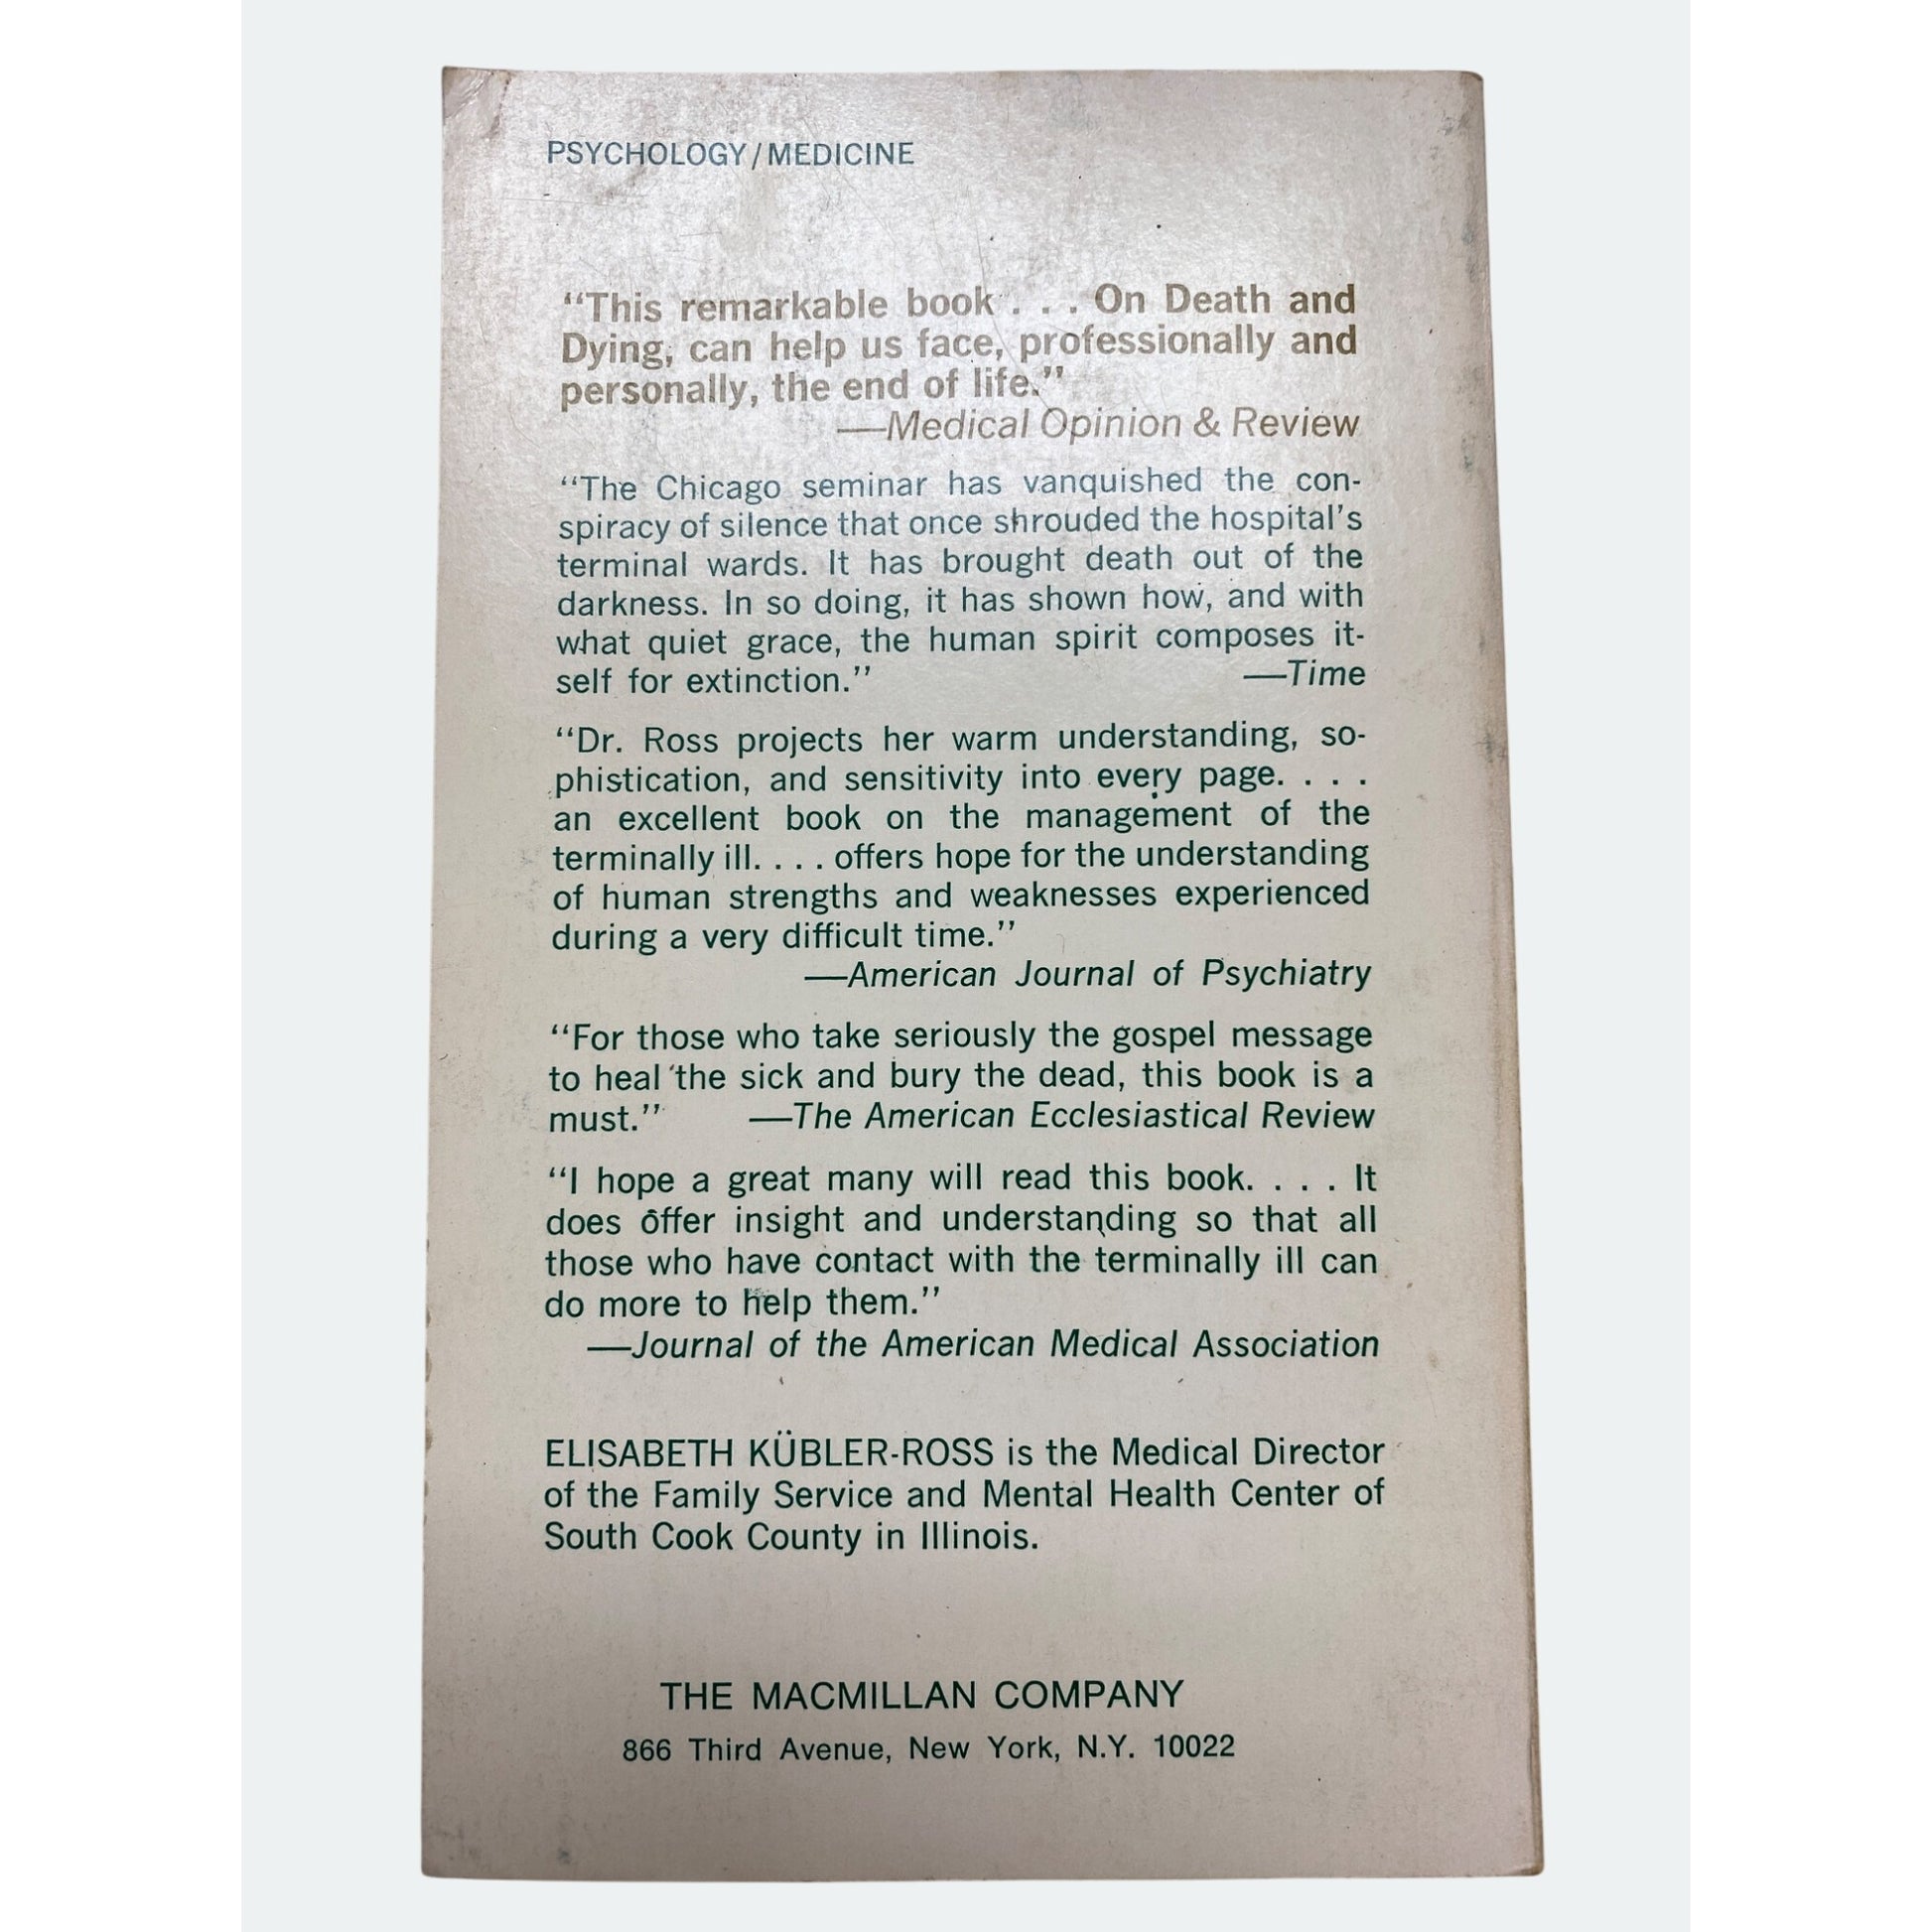 PSYCHOLOGY/MEDICINE
“This remarkable book . . . On Death and
Dying, can help us face, professionally and
personally, the end of life.”
—Medical Opinion & Review
“The Chicago seminar has vanquished the con-
spiracy of silence that once shrouded the hospital's
terminal wards. It has brought death out of the
darkness. In so doing, it has shown how, and with
what quiet grace, the human spirit composes it-
self for extinction.” —Time
“Dr. Ross projects her warm understanding, so-
phistication, and sensitivity into every page. . . .
an excellent book on the management of the
terminally ill. . . . offers hope for the understanding
of human strengths and weaknesses experienced
during a very difficult time.”
—American Journal of Psychiatry
“For those who take seriously the gospel message
to heal the sick and bury the dead, this book is a
must.” —The American Ecclesiastical Review
“I hope a great many will read this book. . . . It
does offer insight and understanding so that all
those who have contact with the terminally ill can
do more to help them.”
—Journal of the American Medical Association
ELISABETH KÜBLER-ROSS is the Medical Director
of the Family Service and Mental Health Center of
South Cook County in Illinois.
THE MACMILLAN COMPANY
866 Third Avenue, New York, N.Y. 10022